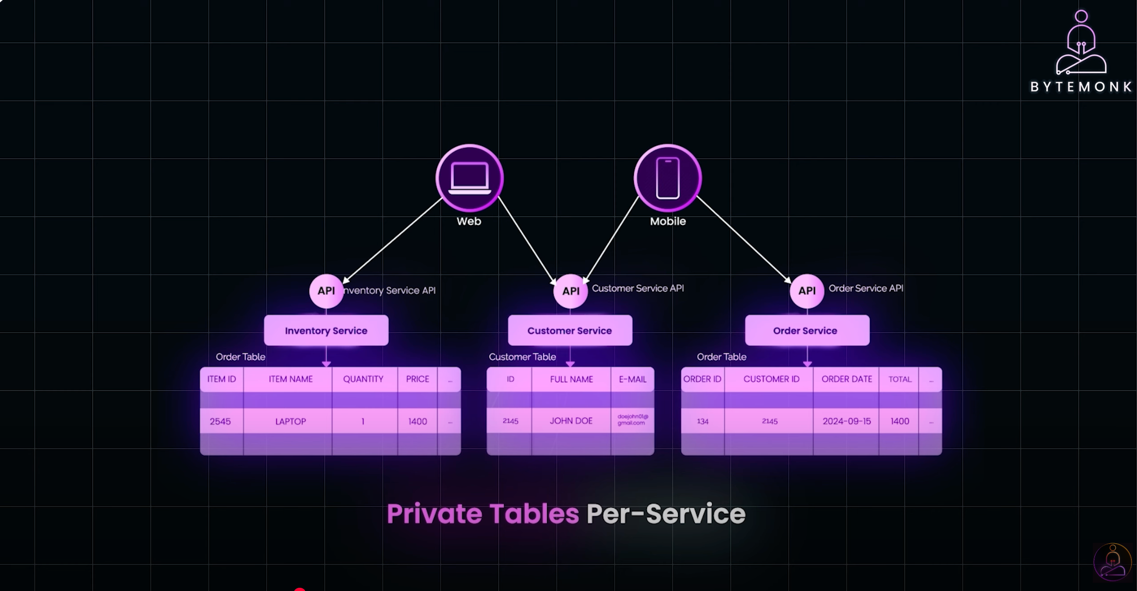 BYTEMONK
Web
Mobile
API
Inventory Service API
API
Customer Service API
API
Order Service API
Inventory Service
Customer Service
Order Service
Order Table
ITEM ID ITEM NAME QUANTITY PRICE ...
2545 LAPTOP 1 1400 ...
Customer Table
ID FULL NAME E-MAIL
2145 JOHN DOE doejohn@gmail.com
Order Table
ORDER ID CUSTOMER ID ORDER DATE TOTAL ...
134 2145 2024-09-15 1400 ...
Private Tables Per-Service